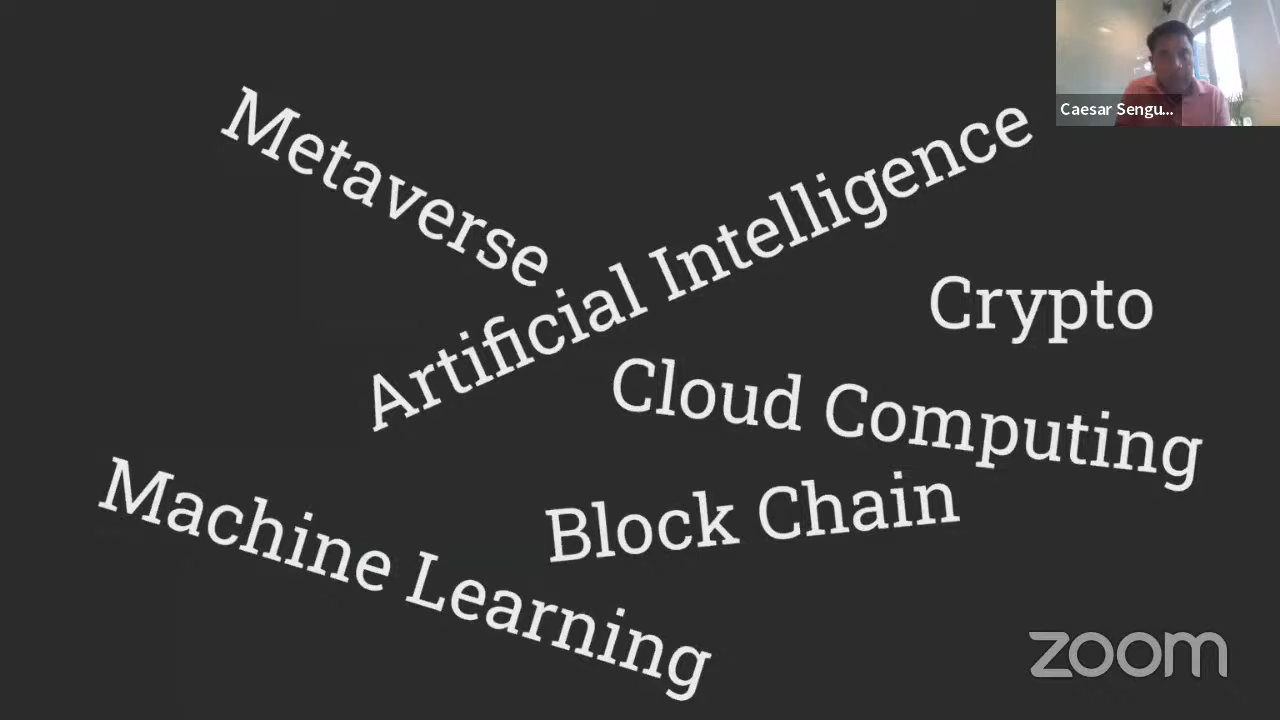 Caesar Sengu...
Metaverse
Artificial Intelligence
Crypto
Cloud Computing
Block Chain
Machine Learning
zoom